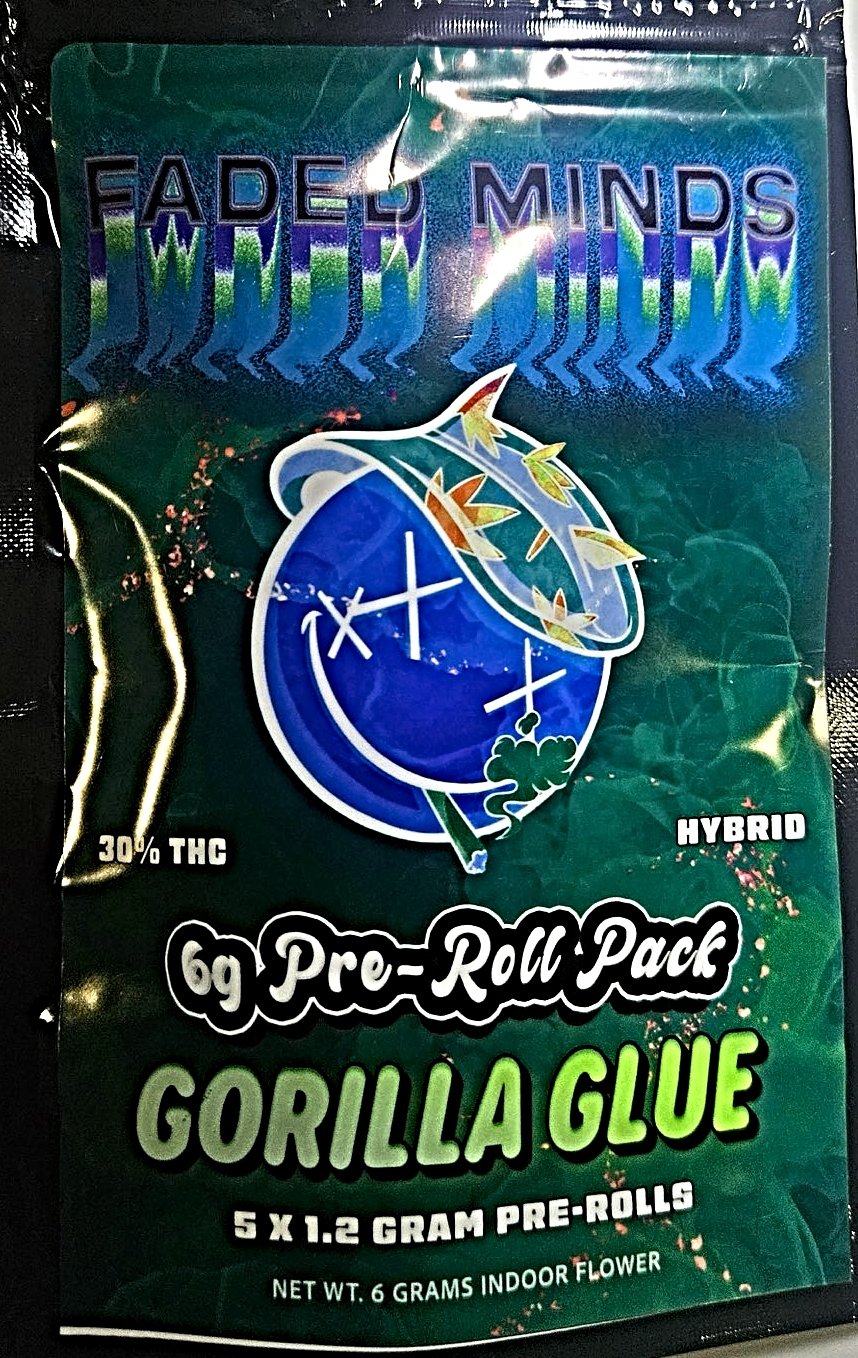 FADED MINDS
30% THC
HYBRID
6g Pre-Roll Pack
GORILLA GLUE
5 X 1.2 GRAM PRE-ROLLS
NET WT. 6 GRAMS INDOOR FLOWER